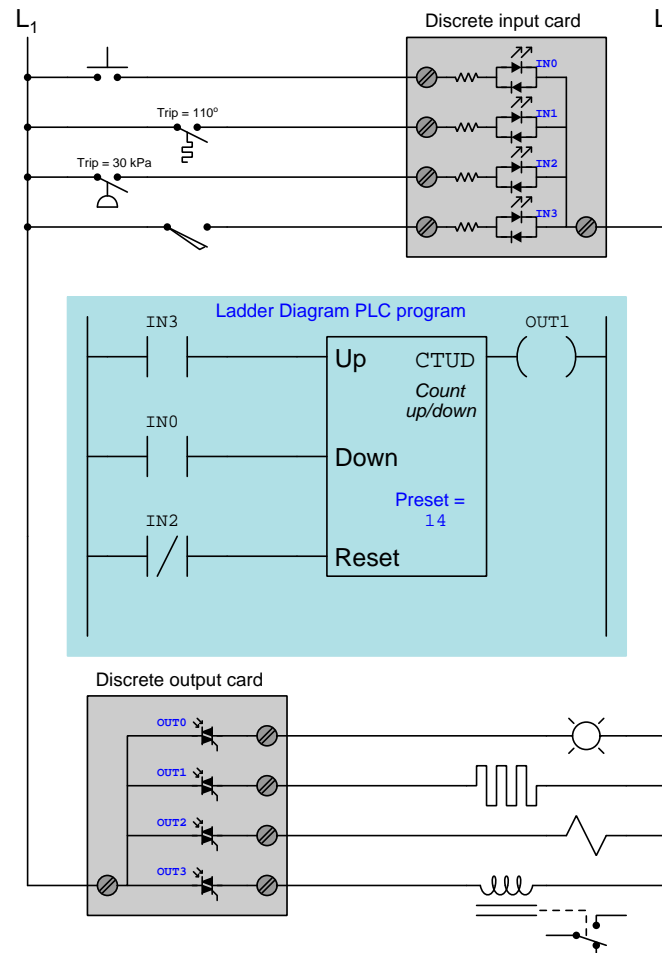 L1
Discrete input card
L
IN0
Trip = 110°
IN1
Trip = 30 kPa
IN2
IN3
Ladder Diagram PLC program
IN3
OUT1
Up
CTUD
Count
up/down
IN0
Down
Preset =
14
IN2
Reset
Discrete output card
OUT0
OUT1
OUT2
OUT3